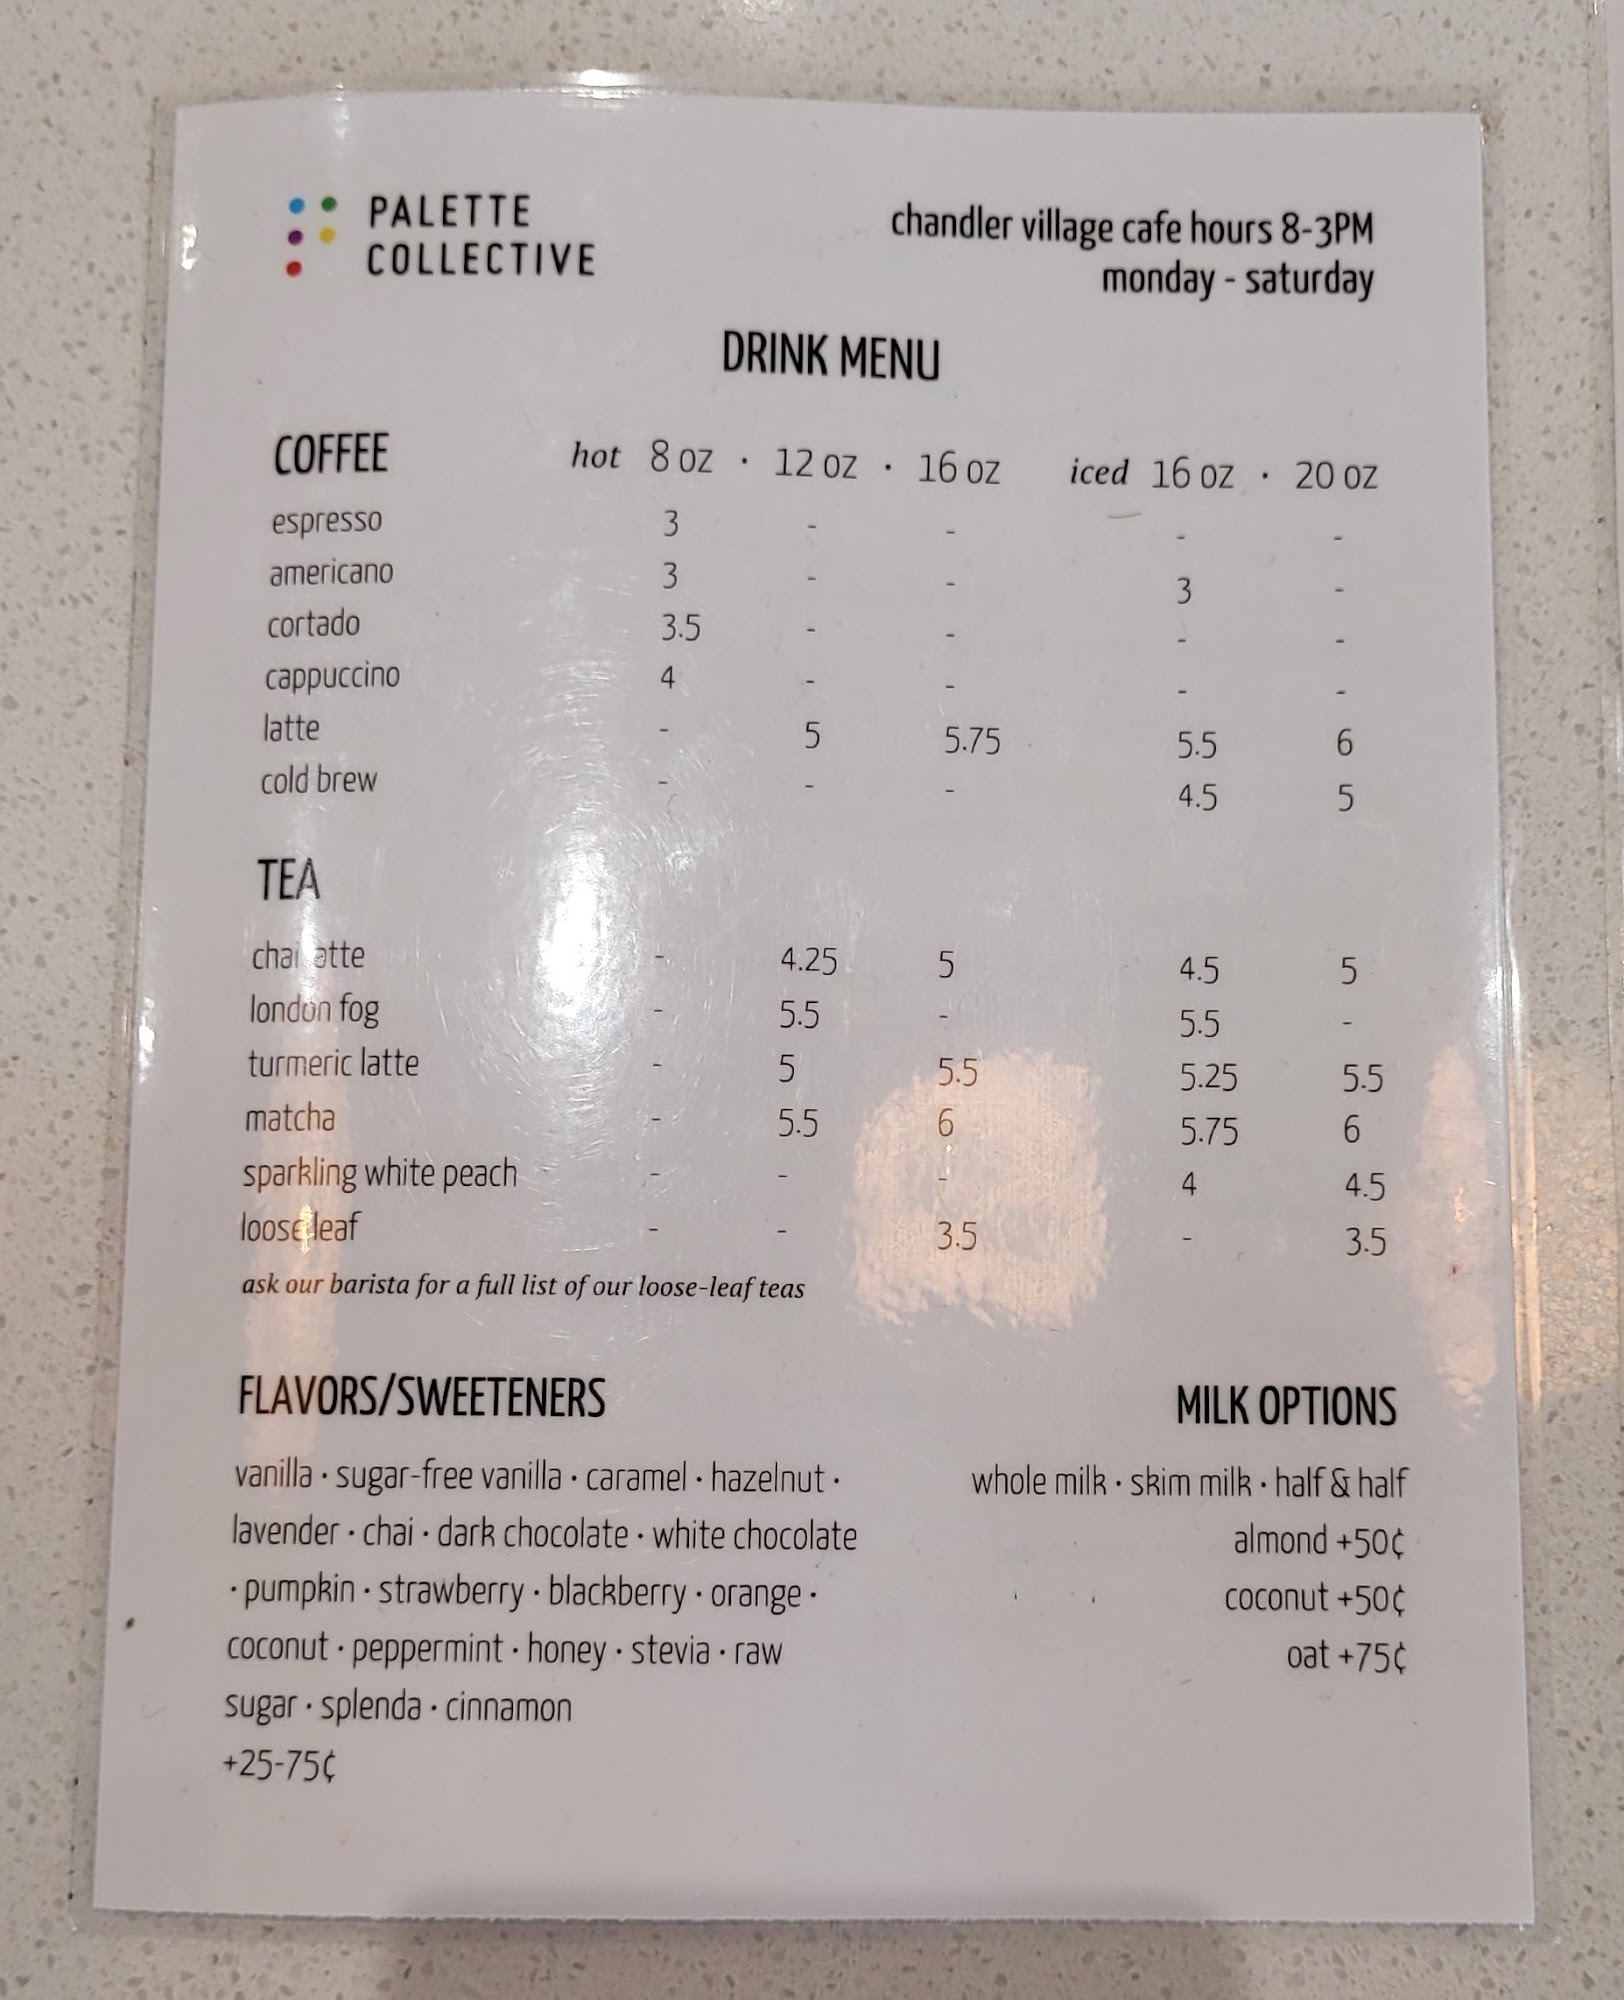 PALETTE
COLLECTIVE
chandler village cafe hours 8-3PM
monday - saturday
DRINK MENU
COFFEE hot 8 oz · 12 oz · 16 oz iced 16 oz · 20 oz
espresso 3 - - - -
americano 3 - - 3 -
cortado 3.5 - - - -
cappuccino 4 - - - -
latte - 5 5.75 5.5 6
cold brew - - - 4.5 5
TEA
chai latte - 4.25 5 4.5 5
london fog - 5.5 - 5.5 -
turmeric latte - 5 5.5 5.25 5.5
matcha - 5.5 6 5.75 6
sparkling white peach - - - 4 4.5
loose leaf - - 3.5 - 3.5
ask our barista for a full list of our loose-leaf teas
FLAVORS/SWEETENERS
vanilla · sugar-free vanilla · caramel · hazelnut ·
lavender · chai · dark chocolate · white chocolate
· pumpkin · strawberry · blackberry · orange ·
coconut · peppermint · honey · stevia · raw
sugar · splenda · cinnamon
+25-75¢
MILK OPTIONS
whole milk · skim milk · half & half
almond +50¢
coconut +50¢
oat +75¢